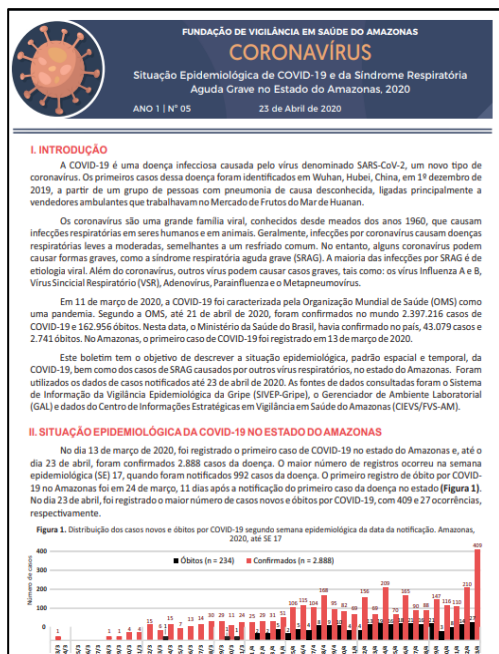 FUNDAÇÃO DE VIGILÂNCIA EM SAÚDE DO AMAZONAS
CORONAVÍRUS
Situação Epidemiológica de COVID-19 e da Síndrome Respiratória
Aguda Grave no Estado do Amazonas, 2020
ANO 1 | Nº 05 23 de Abril de 2020
I. INTRODUÇÃO
A COVID-19 é uma doença infecciosa causada pelo vírus denominado SARS-CoV-2, um novo tipo de
coronavírus. Os primeiros casos dessa doença foram identificados em Wuhan, Hubei, China, em 1º dezembro de
2019, a partir de um grupo de pessoas com pneumonia de causa desconhecida, ligadas principalmente a
vendedores ambulantes que trabalhavam no Mercado de Frutos do Mar de Huanan.
Os coronavírus são uma grande família viral, conhecidos desde meados dos anos 1960, que causam
infecções respiratórias em seres humanos e em animais. Geralmente, infecções por coronavírus causam doenças
respiratórias leves a moderadas, semelhantes a um resfriado comum. No entanto, alguns coronavírus podem
causar formas graves, como a síndrome respiratória aguda grave (SRAG). A maioria das infecções por SRAG é de
etiologia viral. Além do coronavírus, outros vírus podem causar casos graves, tais como: os vírus Influenza A e B,
Vírus Sincicial Respiratório (VSR), Adenovírus, Parainfluenza e Metapneumovírus.
Em 11 de março de 2020, a COVID-19 foi caracterizada pela Organização Mundial de Saúde (OMS) como
uma pandemia. Segundo a OMS, até 21 de abril de 2020, foram confirmados no mundo 2.397.216 casos de
COVID-19 e 162.956 óbitos. Nesta data, o Ministério da Saúde do Brasil, havia confirmado no país, 43.079 casos e
2.741 óbitos. No Amazonas, o primeiro caso de COVID-19 foi registrado em 13 de março de 2020.
Este boletim tem o objetivo de descrever a situação epidemiológica, padrão espacial e temporal, da
COVID-19, bem como dos casos de SRAG causados por outros vírus respiratórios, no estado do Amazonas. Foram
utilizados os dados de casos notificados até 23 de abril de 2020. As fontes de dados consultadas foram o Sistema
de Informação da Vigilância Epidemiológica da Gripe (SIVEP-Gripe), o Gerenciador de Ambiente Laboratorial
(GAL) e dados do Centro de Informações Estratégicas em Vigilância em Saúde do Amazonas (CIEVS/FVS-AM).
II. SITUAÇÃO EPIDEMIOLÓGICA DA COVID-19 NO ESTADO DO AMAZONAS
No dia 13 de março de 2020, foi registrado o primeiro caso de COVID-19 no estado do Amazonas e, até o
dia 23 de abril, foram confirmados 2.888 casos da doença. O maior número de registros ocorreu na semana
epidemiológica (SE) 17, quando foram notificados 992 casos da doença. O primeiro registro de óbito por COVID-
19 no Amazonas foi em 24 de março, 11 dias após a notificação do primeiro caso da doença no estado (Figura 1).
No dia 23 de abril, foi registrado o maior número de casos novos e óbitos por COVID-19, com 409 e 27 ocorrências,
respectivamente.
Figura 1. Distribuição dos casos novos e óbitos por COVID-19 segundo semana epidemiológica da data da notificação. Amazonas,
2020, até SE 17
Número de casos
400
300
200
100
0
Óbitos (n = 234) Confirmados (n = 2.888)
409